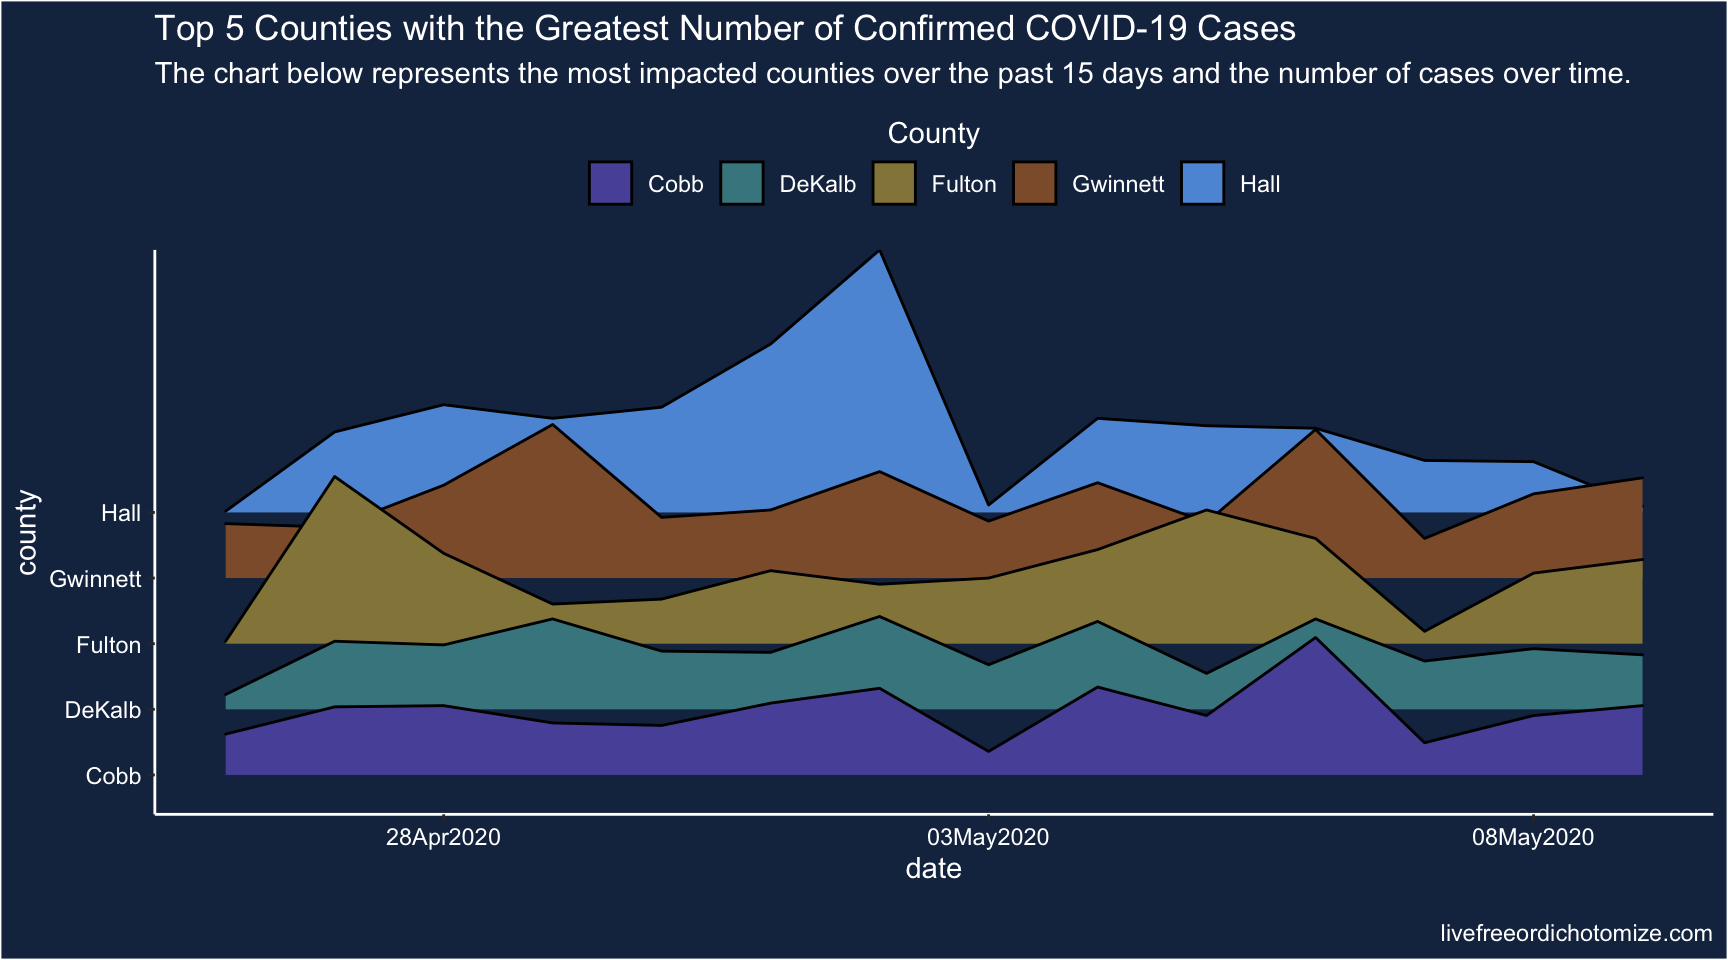 Top 5 Counties with the Greatest Number of Confirmed COVID-19 Cases
The chart below represents the most impacted counties over the past 15 days and the number of cases over time.
County
Cobb DeKalb Fulton Gwinnett Hall
county
Hall
Gwinnett
Fulton
DeKalb
Cobb
28Apr2020 03May2020 08May2020
date
livefreeordichotomize.com